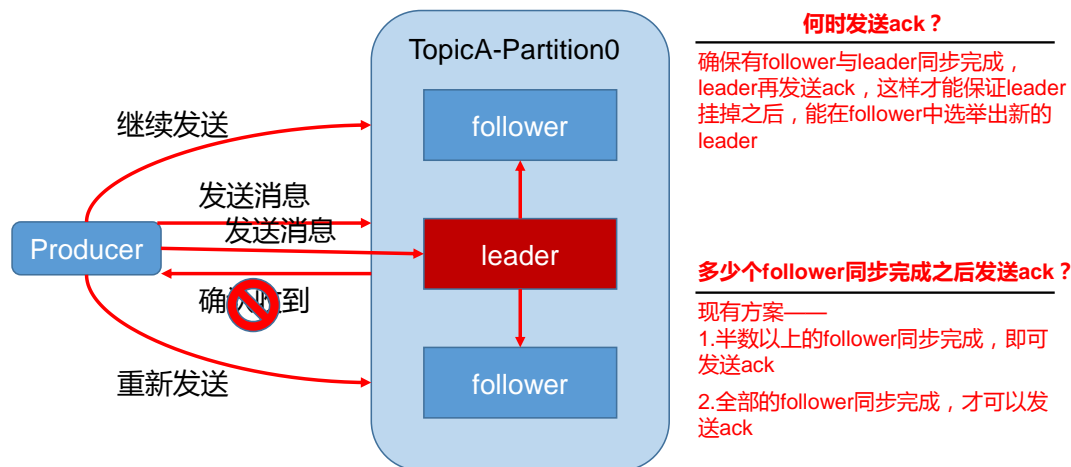 TopicA-Partition0
follower
继续发送
发送消息
发送消息
Producer
leader
确认收到
重新发送
follower
何时发送ack？
确保有follower与leader同步完成，
leader再发送ack，这样才能保证leader
挂掉之后，能在follower中选举出新的
leader
多少个follower同步完成之后发送ack？
现有方案——
1.半数以上的follower同步完成，即可
发送ack
2.全部的follower同步完成，才可以发
送ack